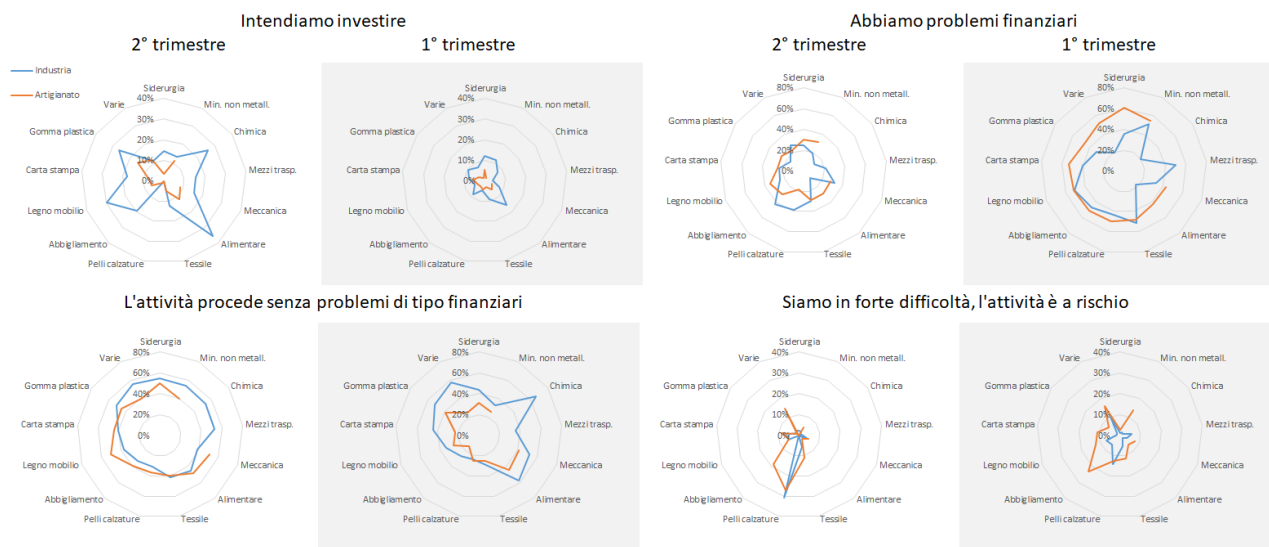 Intendiamo investire
2° trimestre
1° trimestre
Industria
Artigianato
Siderurgia
Min. non metall.
Chimica
Mezzi trasp.
Meccanica
Alimentare
Tessile
Pelli calzature
Abbigliamento
Legno mobilio
Carta stampa
Gomma plastica
Varie
40%
30%
20%
10%
0%
Siderurgia
Min. non metall.
Chimica
Mezzi trasp.
Meccanica
Alimentare
Tessile
Pelli calzature
Abbigliamento
Legno mobilio
Carta stampa
Gomma plastica
Varie
40%
30%
20%
10%
0%
Abbiamo problemi finanziari
2° trimestre
1° trimestre
Siderurgia
Min. non metall.
Chimica
Mezzi trasp.
Meccanica
Alimentare
Tessile
Pelli calzature
Abbigliamento
Legno mobilio
Carta stampa
Gomma plastica
Varie
80%
60%
40%
20%
0%
Siderurgia
Min. non metall.
Chimica
Mezzi trasp.
Meccanica
Alimentare
Tessile
Pelli calzature
Abbigliamento
Legno mobilio
Carta stampa
Gomma plastica
Varie
80%
60%
40%
20%
0%
L'attività procede senza problemi di tipo finanziari
Siderurgia
Min. non metall.
Chimica
Mezzi trasp.
Meccanica
Alimentare
Tessile
Pelli calzature
Abbigliamento
Legno mobilio
Carta stampa
Gomma plastica
Varie
80%
60%
40%
20%
0%
Siderurgia
Min. non metall.
Chimica
Mezzi trasp.
Meccanica
Alimentare
Tessile
Pelli calzature
Abbigliamento
Legno mobilio
Carta stampa
Gomma plastica
Varie
80%
60%
40%
20%
0%
Siamo in forte difficoltà, l'attività è a rischio
Siderurgia
Min. non metall.
Chimica
Mezzi trasp.
Meccanica
Alimentare
Tessile
Pelli calzature
Abbigliamento
Legno mobilio
Carta stampa
Gomma plastica
Varie
40%
30%
20%
10%
0%
Siderurgia
Min. non metall.
Chimica
Mezzi trasp.
Meccanica
Alimentare
Tessile
Pelli calzature
Abbigliamento
Legno mobilio
Carta stampa
Gomma plastica
Varie
40%
30%
20%
10%
0%